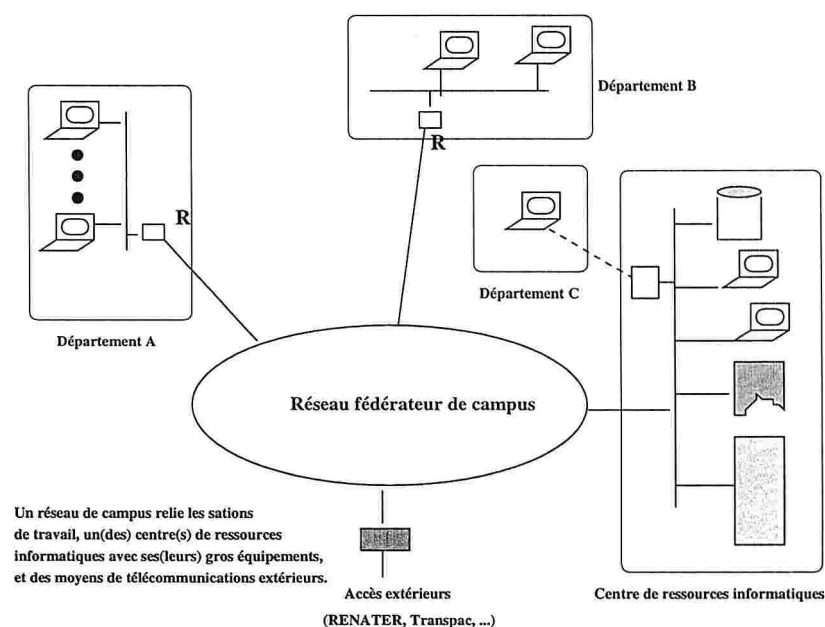 Département B
R
R
Département A
Département C
Réseau fédérateur de campus
Un réseau de campus relie les sations
de travail, un(des) centre(s) de ressources
informatiques avec ses(leurs) gros équipements,
et des moyens de télécommunications extérieurs.
Accès extérieurs
(RENATER, Transpac, ...)
Centre de ressources informatiques